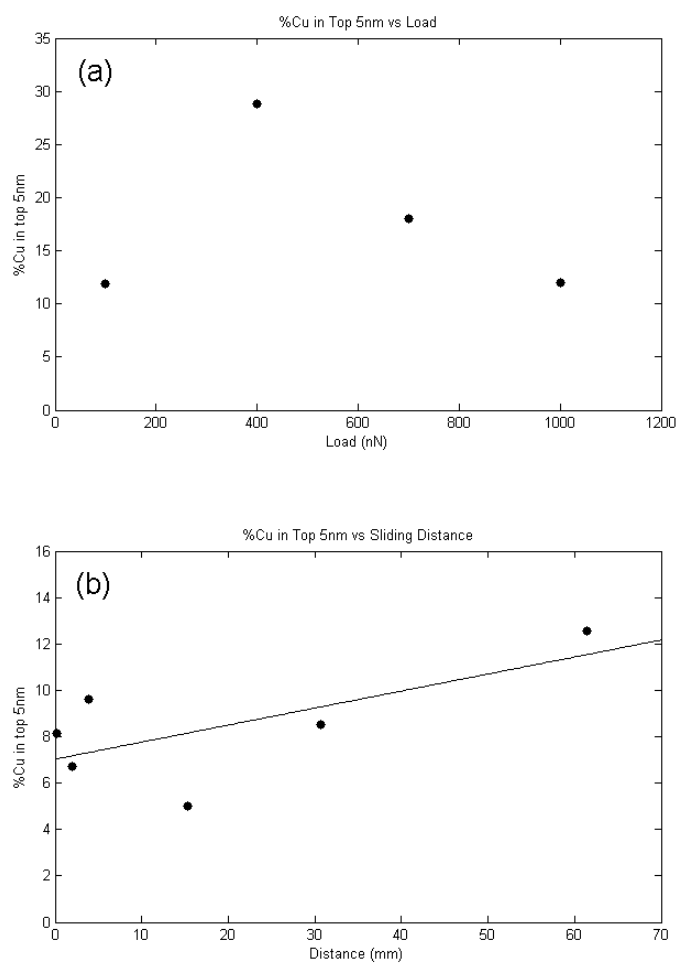 %Cu in Top 5nm vs Load
(a)
35
30
25
20
15
10
5
0
%Cu in top 5nm
0 200 400 600 800 1000 1200
Load (nN)
%Cu in Top 5nm vs Sliding Distance
(b)
16
14
12
10
8
6
4
2
0
%Cu in top 5nm
0 10 20 30 40 50 60 70
Distance (mm)